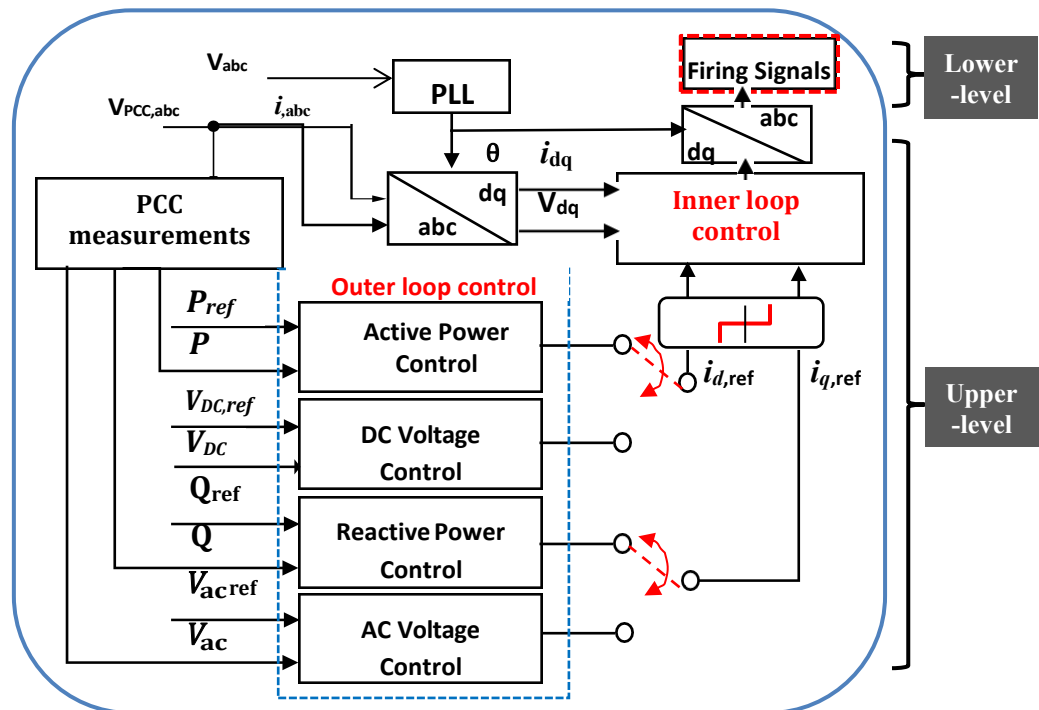 Vabc
PLL
Firing Signals
Lower
-level
VPCC,abc
i,abc
abc
dq
θ
idq
Vdq
dq
abc
PCC
measurements
Inner loop
control
Outer loop control
Pref
P
Active Power
Control
id,ref
iq,ref
Upper
-level
VDC,ref
VDC
DC Voltage
Control
Qref
Q
Reactive Power
Control
Vac ref
Vac
AC Voltage
Control